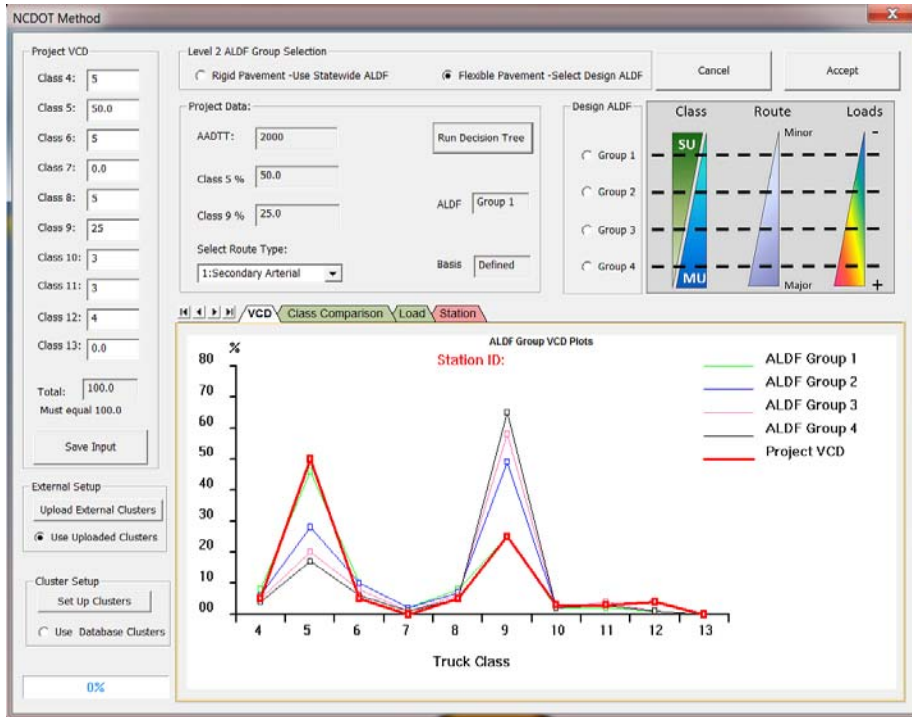 NCDOT Method
X
Project VCD
Class 4: 5
Class 5: 50.0
Class 6: 5
Class 7: 0.0
Class 8: 5
Class 9: 25
Class 10: 3
Class 11: 3
Class 12: 4
Class 13: 0.0
Total: 100.0
Must equal 100.0
Save Input
External Setup
Upload External Clusters
Use Uploaded Clusters
Cluster Setup
Set Up Clusters
Use Database Clusters
0%
Level 2 ALDF Group Selection
Rigid Pavement -Use Statewide ALDF
Flexible Pavement -Select Design ALDF
Cancel
Accept
Project Data:
AADTT: 2000
Run Decision Tree
Class 5 % 50.0
Class 9 % 25.0
ALDF Group 1
Select Route Type:
1:Secondary Arterial
Basis Defined
Design ALDF
Group 1
Group 2
Group 3
Group 4
Class Route Loads
SU Minor -
MU Major +
VCD Class Comparison Load Station
ALDF Group VCD Plots
Station ID:
%
80
70
60
50
40
30
20
10
00
4 5 6 7 8 9 10 11 12 13
Truck Class
ALDF Group 1
ALDF Group 2
ALDF Group 3
ALDF Group 4
Project VCD